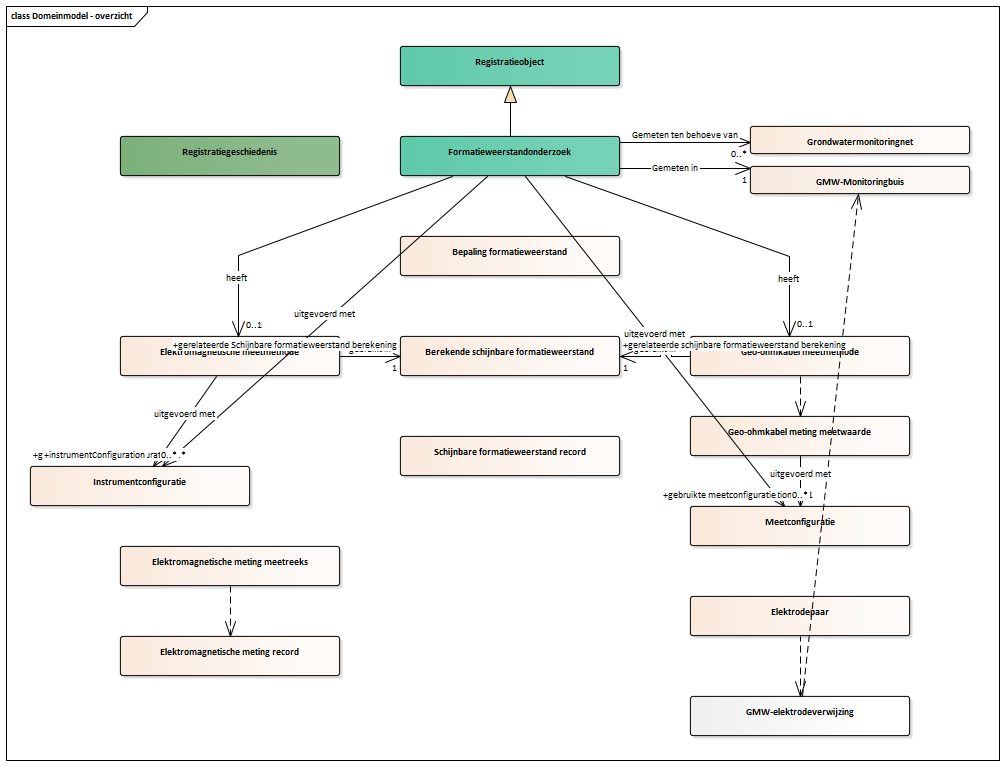 class Domeinmodel - overzicht
Registratieobject
Registratiegeschiedenis
Formatieweerstandonderzoek
Gemeten ten behoeve van
0..*
Grondwatermonitoringnet
Gemeten in
1
GMW-Monitoringbuis
Bepaling formatieweerstand
heeft
0..1
heeft
0..1
uitgevoerd met
uitgevoerd met
+gerelateerde Schijnbare formatieweerstand berekening
+gerelateerde schijnbare formatieweerstand berekening
Elektromagnetische meetmethode
1
Berekende schijnbare formatieweerstand
1
Geo-ohmkabel meetmethode
uitgevoerd met
Geo-ohmkabel meting meetwaarde
+instrumentConfiguration
0..*
Instrumentconfiguratie
Schijnbare formatieweerstand record
uitgevoerd met
+gebruikte meetconfiguratie
0..*
1
Meetconfiguratie
Elektromagnetische meting meetreeks
Elektrodepaar
Elektromagnetische meting record
GMW-elektrodeverwijzing